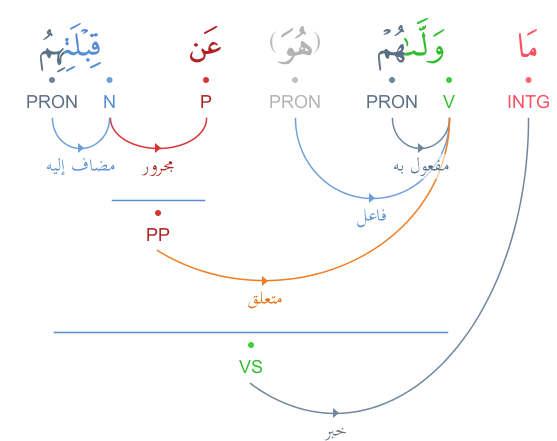 مَا وَلَّىٰهُمْ (هُوَ) عَن قِبْلَتِهِمُ
INTG V PRON PRON P N PRON
مفعول به مجرور مضاف إليه
فاعل
PP
متعلق
VS
خبر